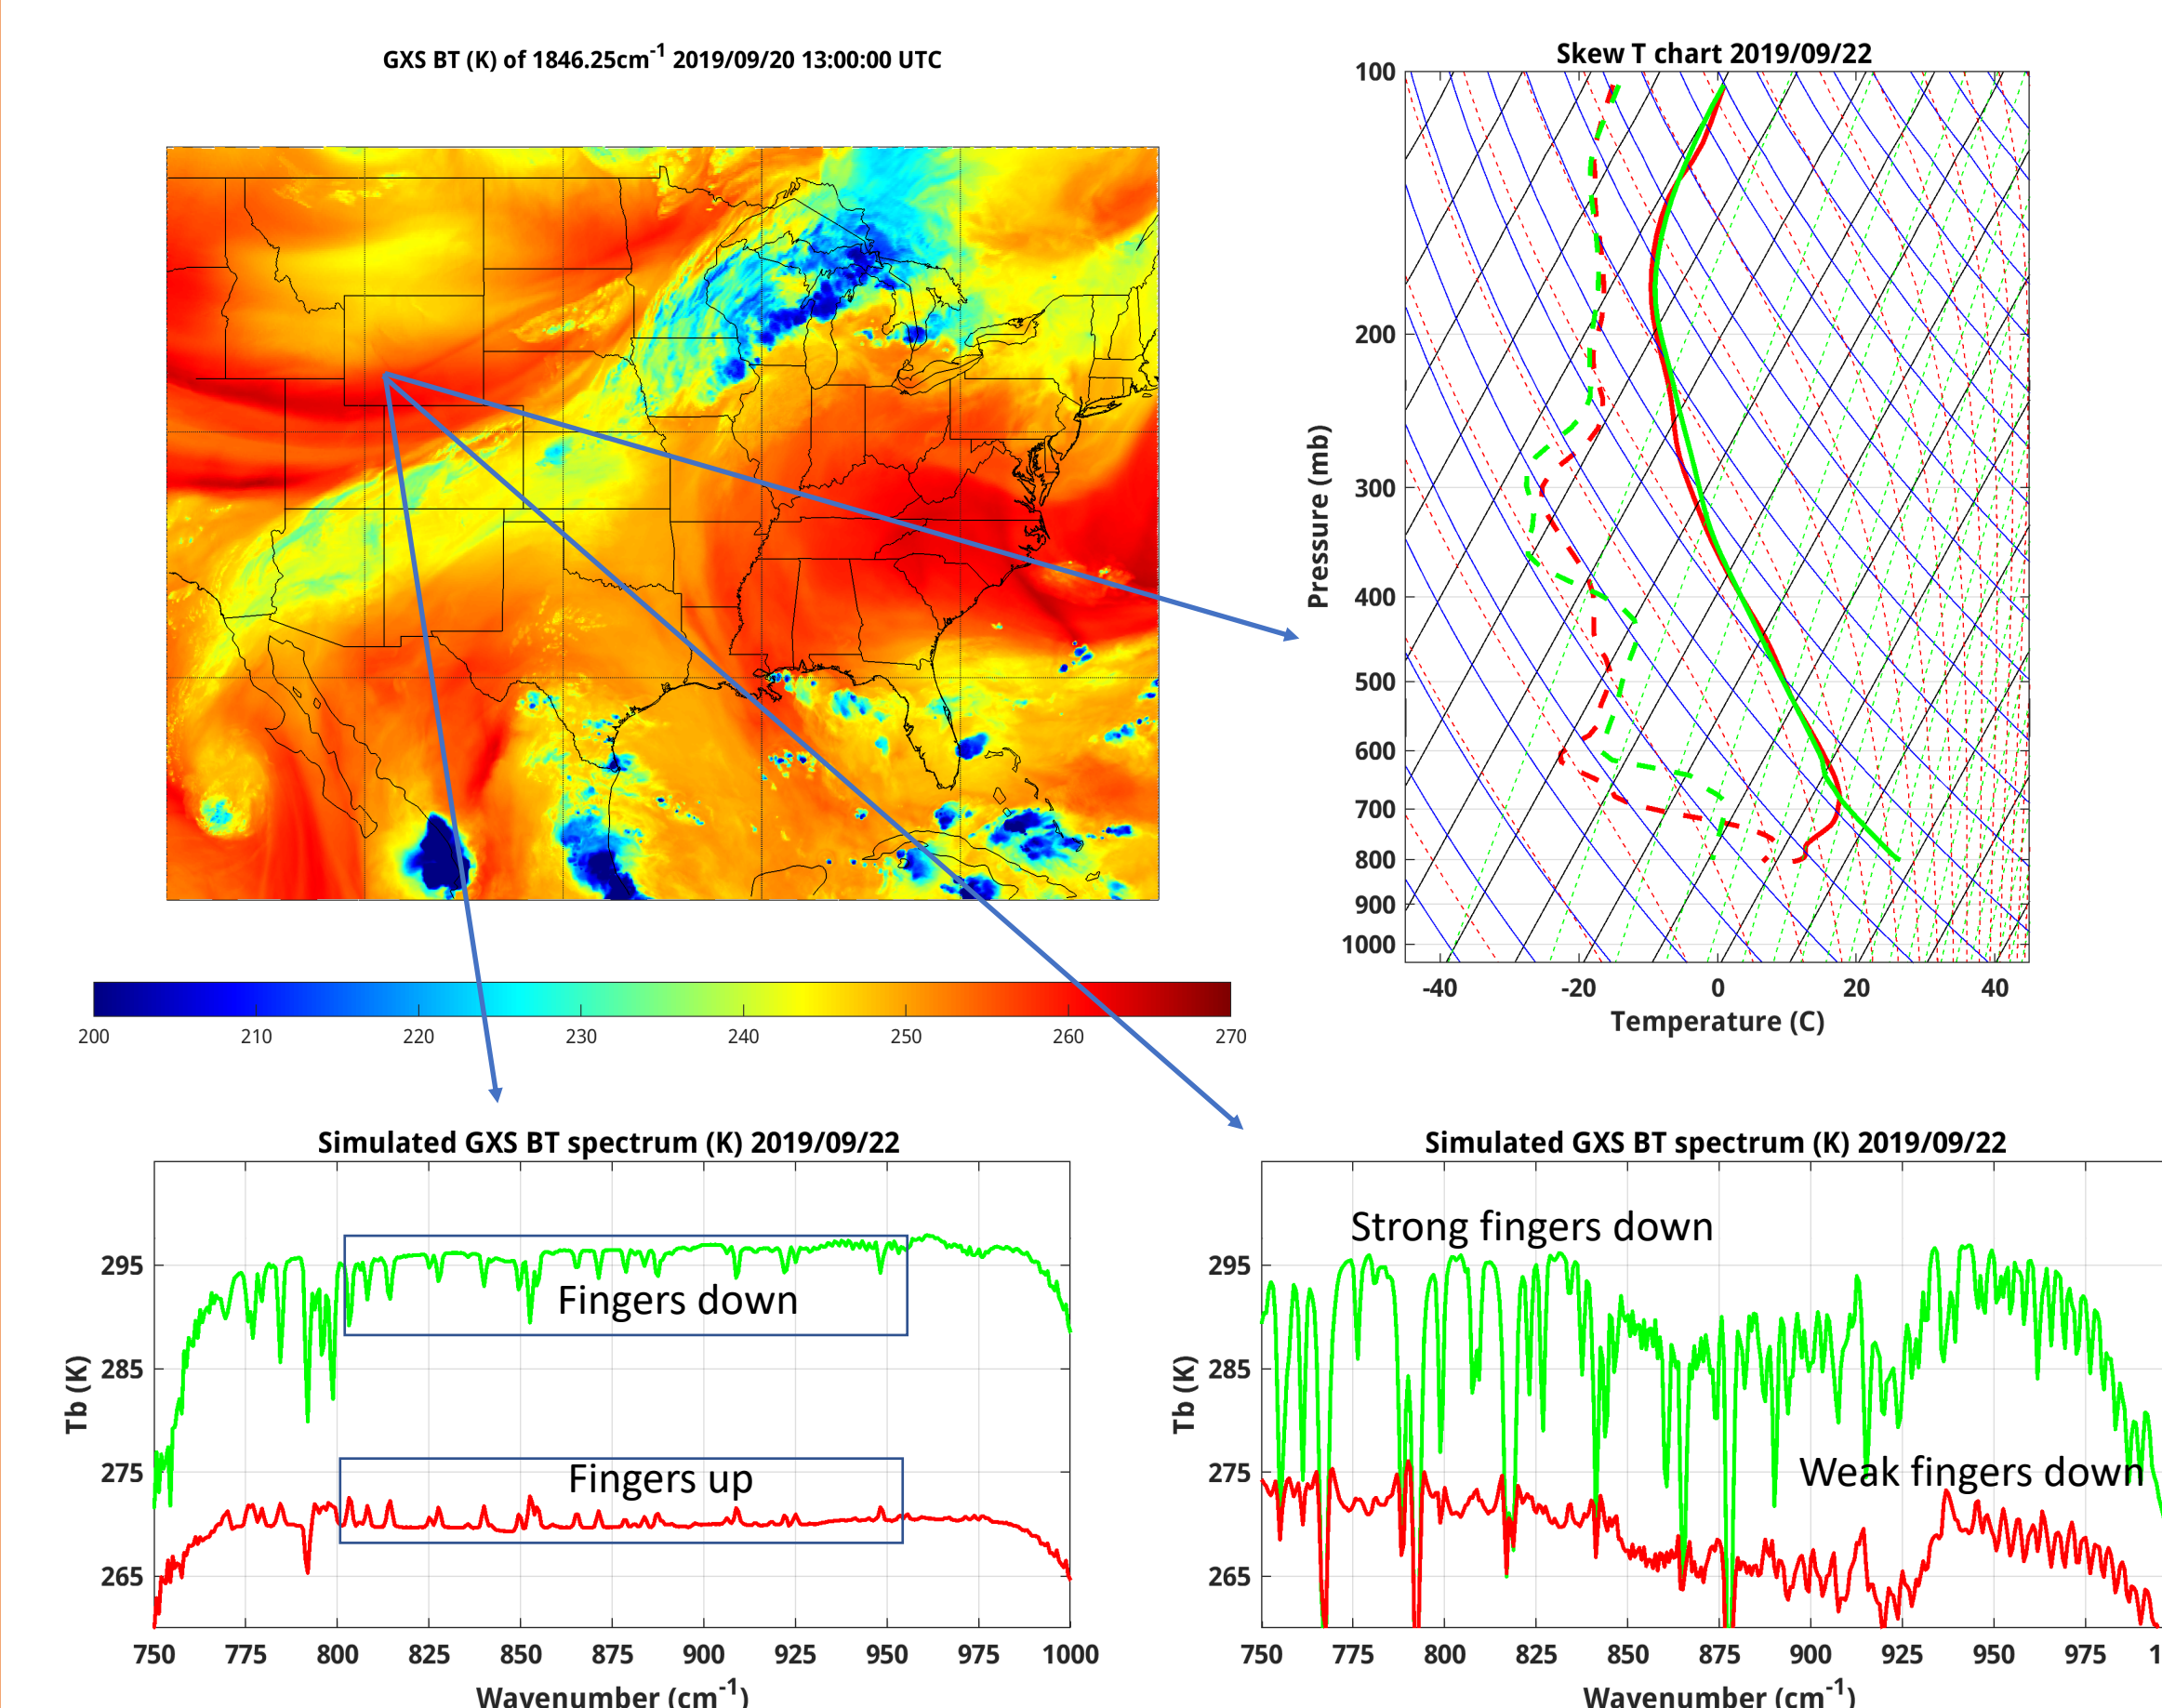 GXS BT (K) of 1846.25cm-1 2019/09/20 13:00:00 UTC
200 210 220 230 240 250 260 270
Skew T chart 2019/09/22
Pressure (mb)
100
200
300
400
500
600
700
800
900
1000
-40 -20 0 20 40
Temperature (C)
Simulated GXS BT spectrum (K) 2019/09/22
Tb (K)
295
285
275
265
Fingers down
Fingers up
750 775 800 825 850 875 900 925 950 975 1000
Wavenumber (cm-1)
Simulated GXS BT spectrum (K) 2019/09/22
Tb (K)
295
285
275
265
Strong fingers down
Weak fingers down
750 775 800 825 850 875 900 925 950 975 1
Wavenumber (cm-1)